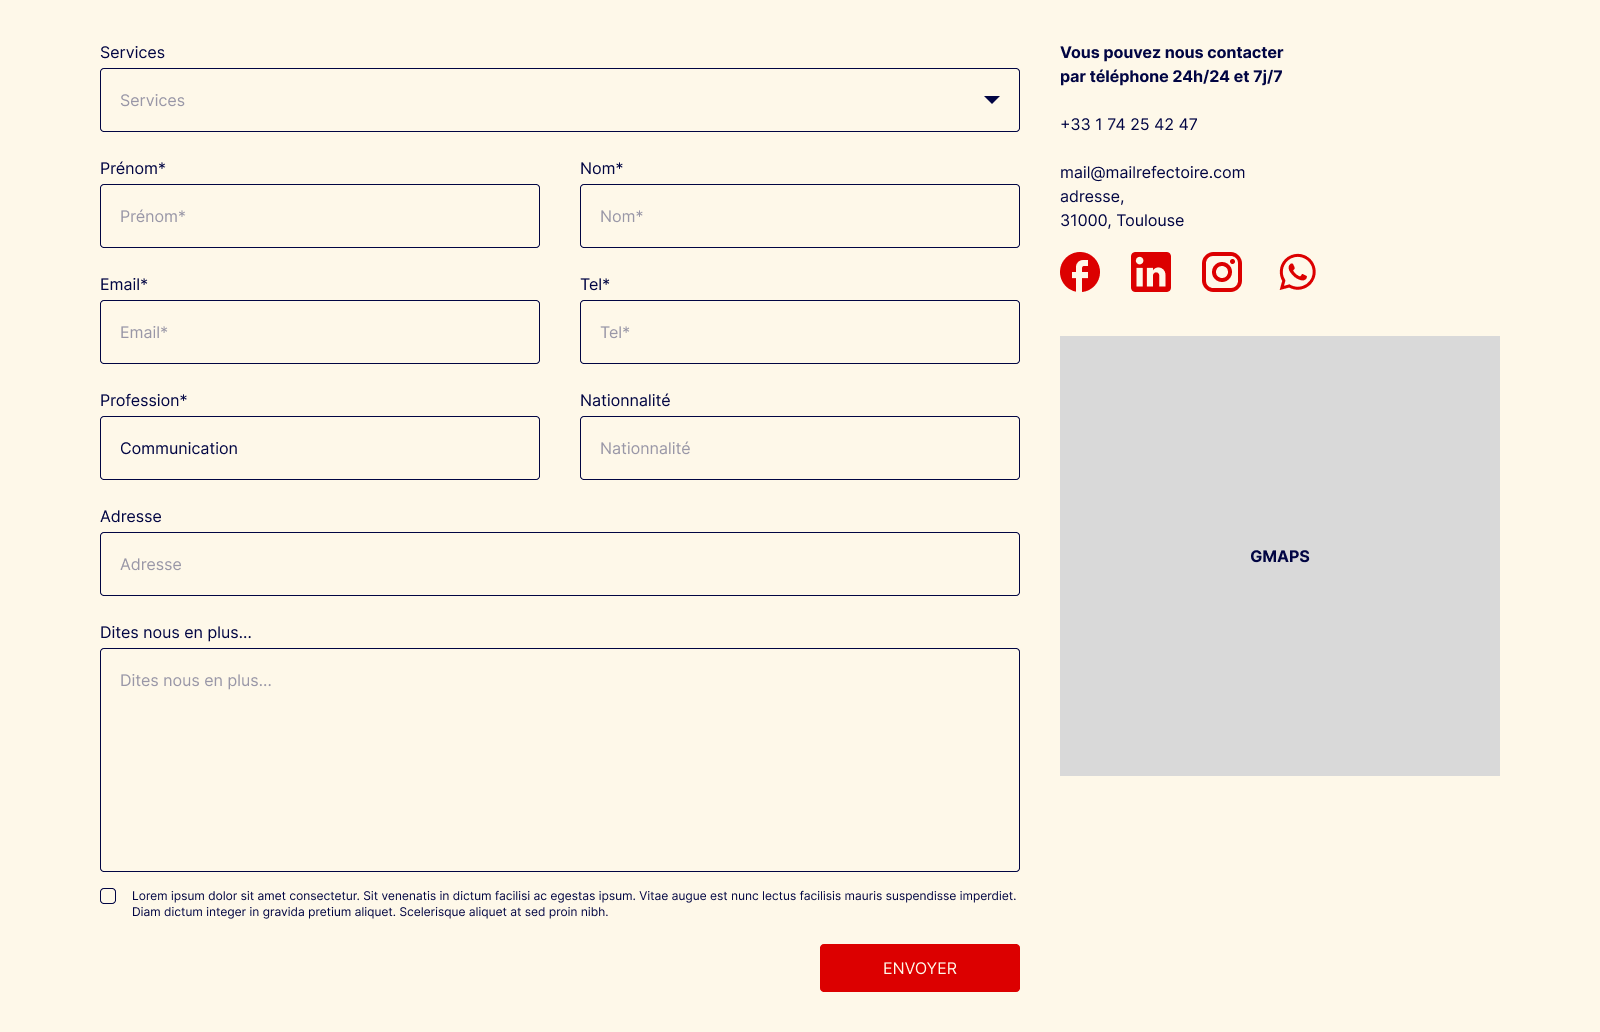 Services
Services
Prénom*
Prénom*
Nom*
Nom*
Email*
Email*
Tel*
Tel*
Profession*
Communication
Nationnalité
Nationnalité
Adresse
Adresse
Dites nous en plus...
Dites nous en plus...
Lorem ipsum dolor sit amet consectetur. Sit venenatis in dictum facilisi ac egestas ipsum. Vitae augue est nunc lectus facilisis mauris suspendisse imperdiet.
Diam dictum integer in gravida pretium aliquet. Scelerisque aliquet at sed proin nibh.
ENVOYER
Vous pouvez nous contacter
par téléphone 24h/24 et 7j/7
+33 1 74 25 42 47
mail@mailrefectoire.com
adresse,
31000, Toulouse
GMAPS